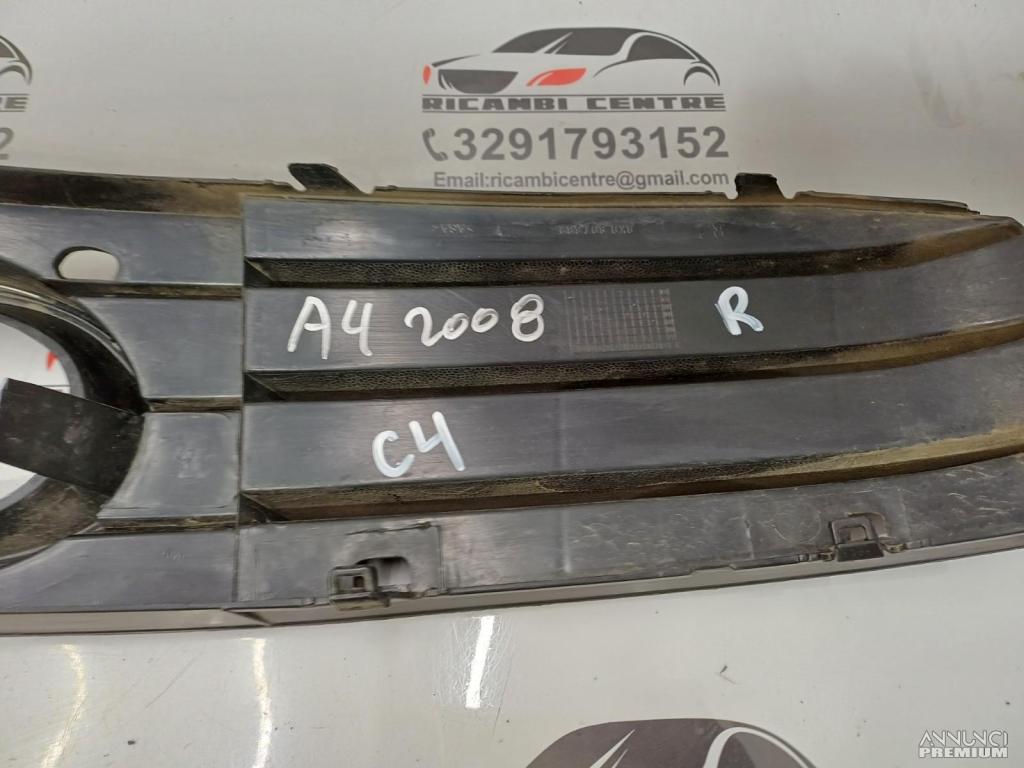 RICAMBI CENTRE
3291793152
Email:ricambicentre@gmail.com
A4 2008 R
C4
ANNUNCI
PREMIUM